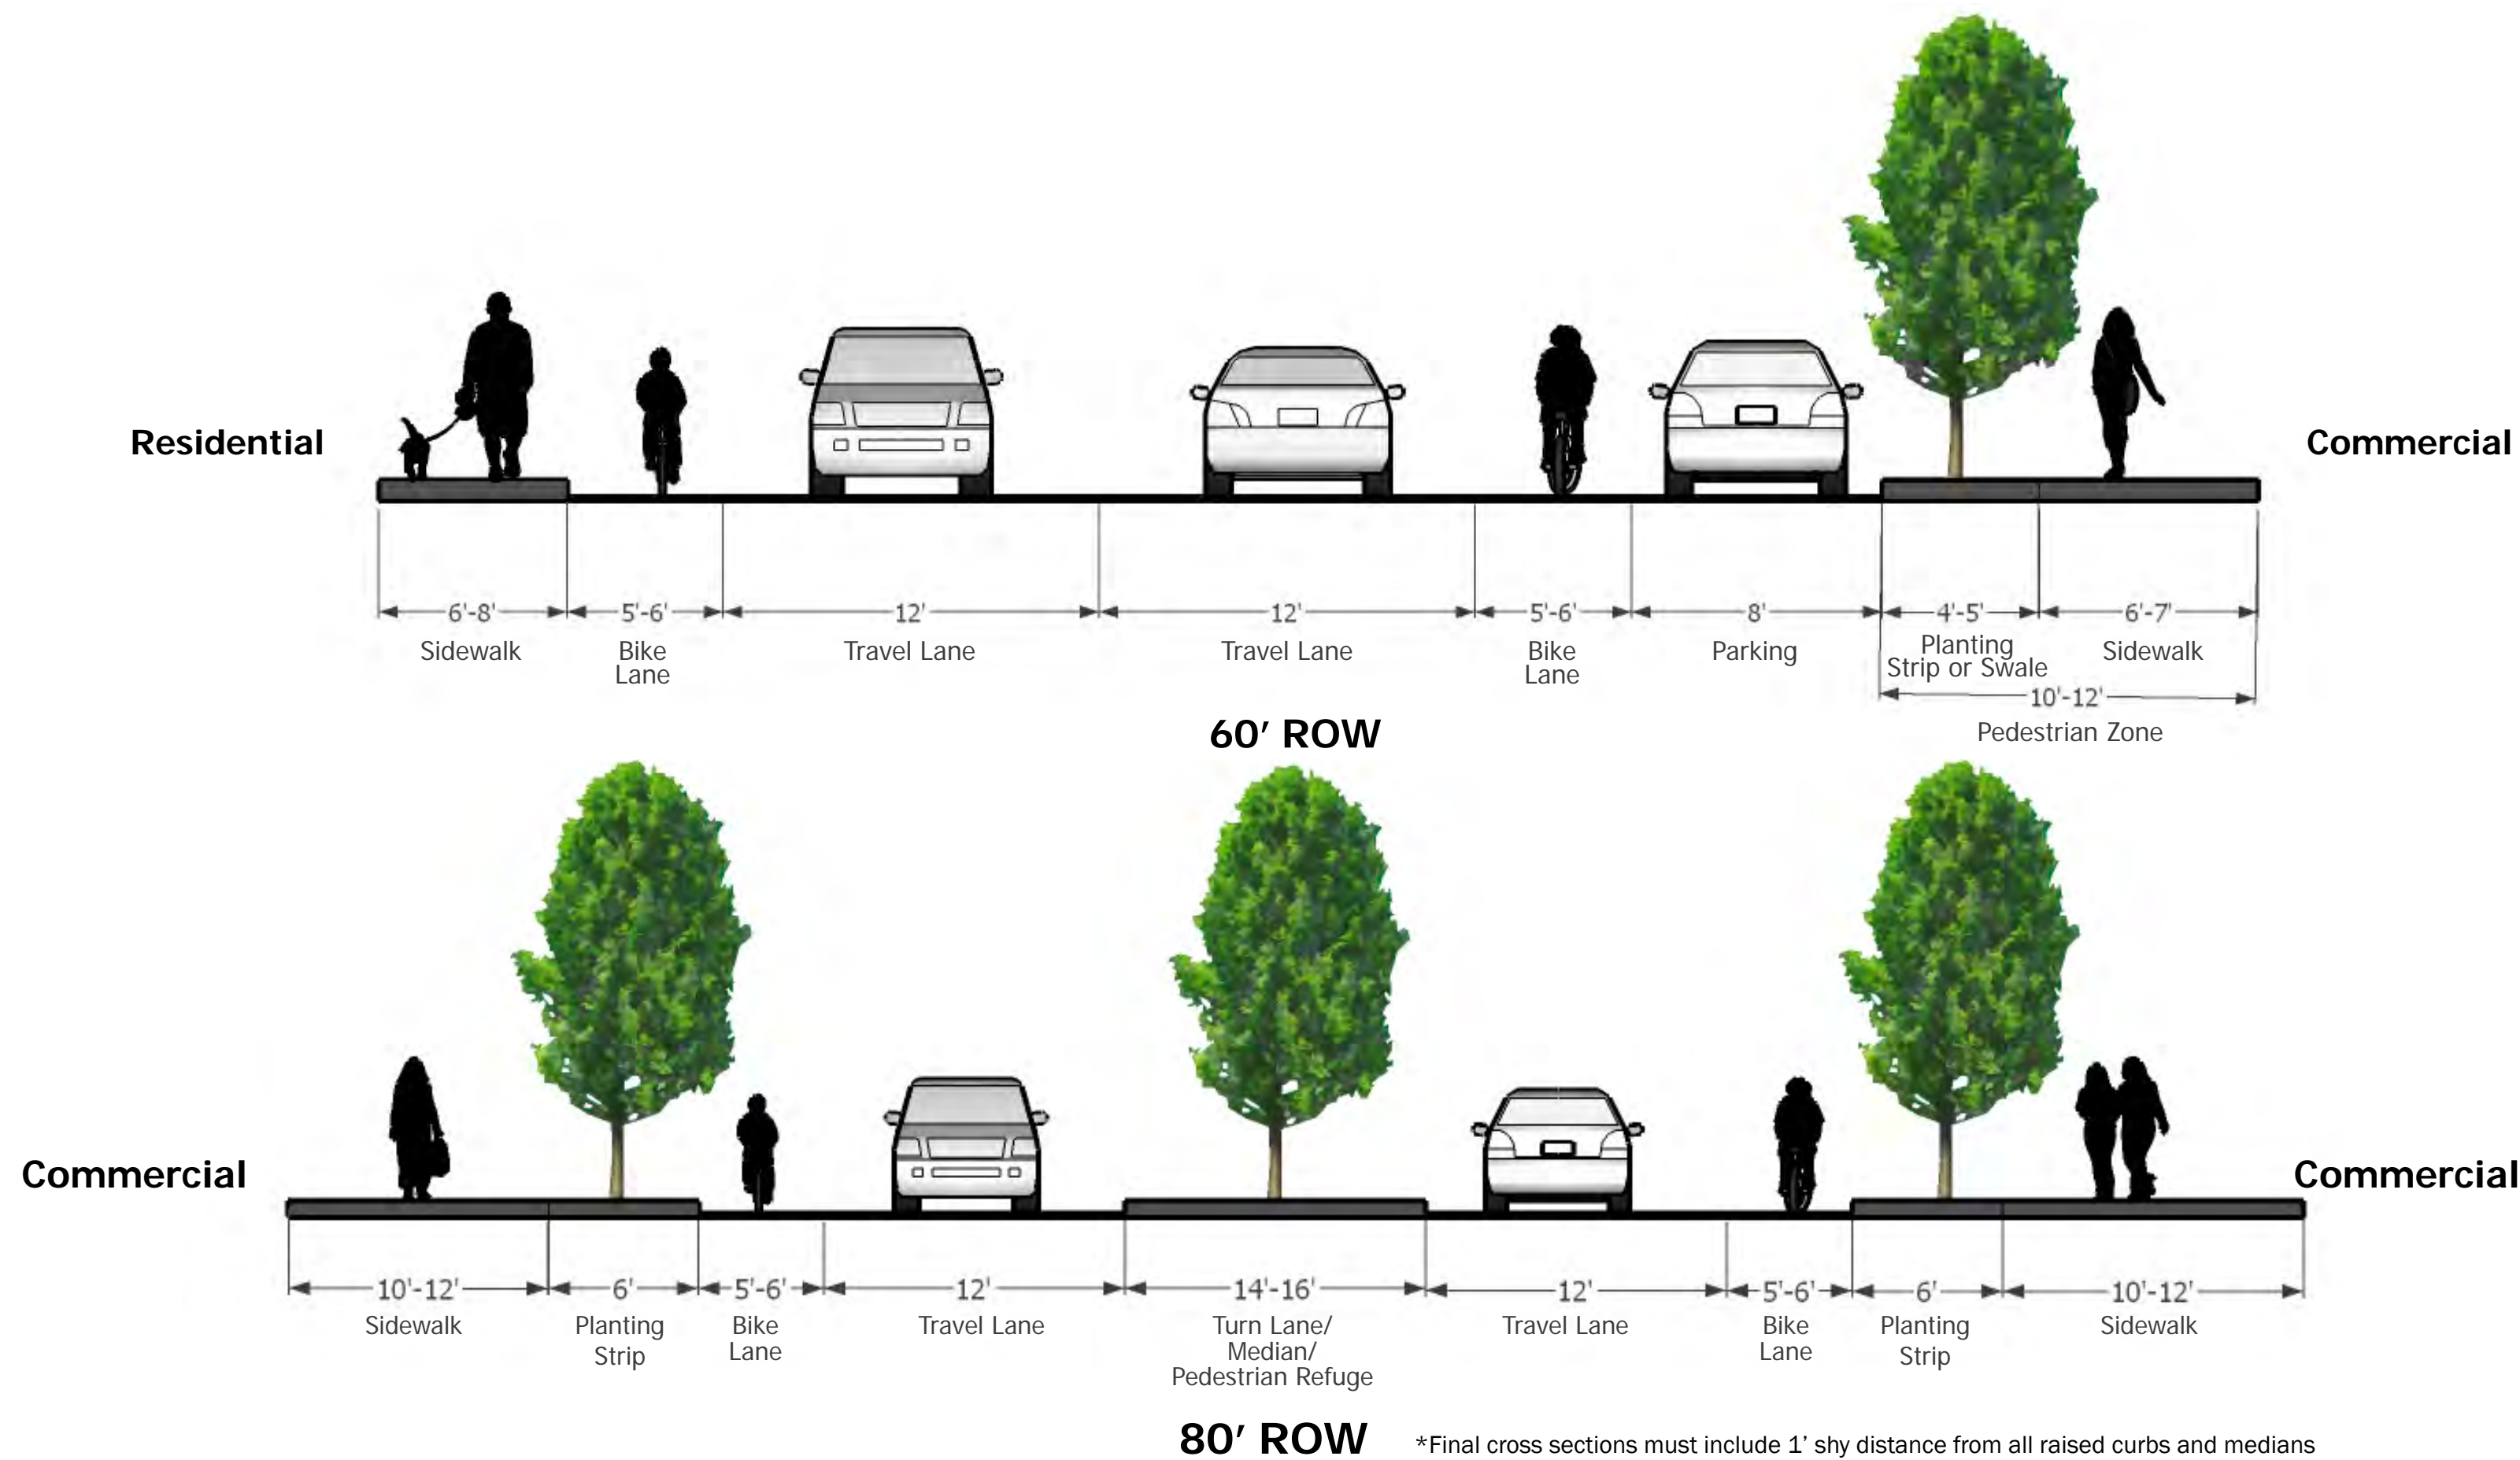 Residential
Commercial
6'-8'
5'-6'
12'
12'
5'-6'
8'
4'-5'
6'-7'
Sidewalk
Bike
Lane
Travel Lane
Travel Lane
Bike
Lane
Parking
Planting
Strip or Swale
Sidewalk
10'-12'
Pedestrian Zone
60' ROW
Commercial
Commercial
10'-12'
6'
5'-6'
12'
14'-16'
12'
5'-6'
6'
10'-12'
Sidewalk
Planting
Strip
Bike
Lane
Travel Lane
Turn Lane/
Median/
Pedestrian Refuge
Travel Lane
Bike
Lane
Planting
Strip
Sidewalk
80' ROW
*Final cross sections must include 1' shy distance from all raised curbs and medians